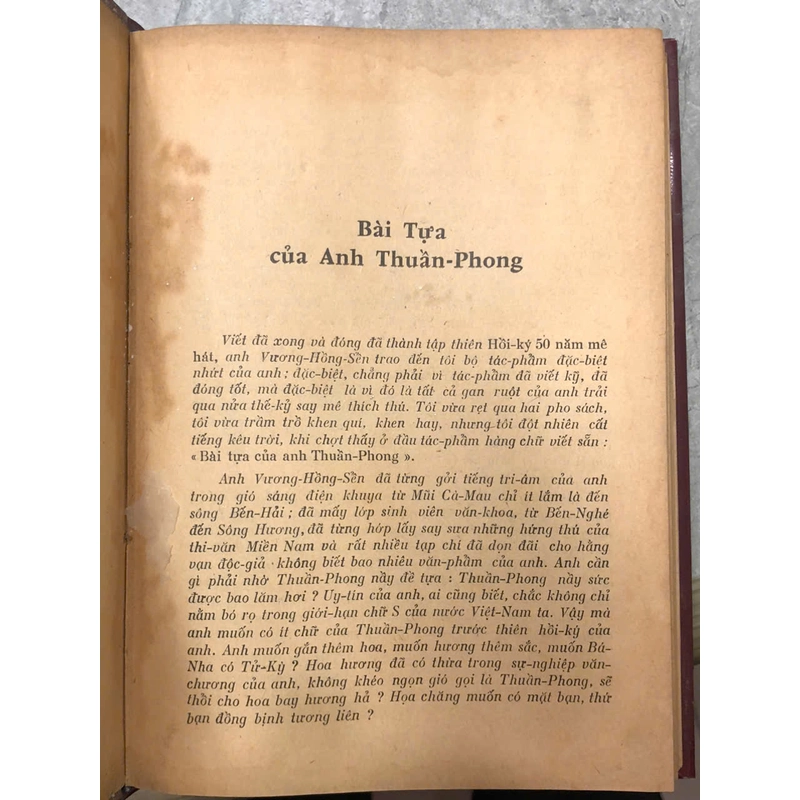 Bài Tựa
của Anh Thuần-Phong
Viết đã xong và đóng đã thành tập thiên Hồi-ký 50 năm mê
hát, anh Vương-Hồng-Sền trao đến tôi bộ tác-phẩm đặc-biệt
nhứt của anh ; đặc-biệt, chẳng phải vì tác-phẩm đã viết kỹ, đã
đóng tốt, mà đặc-biệt là vì đó là tất cả gan ruột của anh trải
qua nửa thế-kỷ say mê thích thú. Tôi vừa rẹt qua hai pho sách,
tôi vừa trầm trồ khen quí, khen hay, nhưng tôi đột nhiên cất
tiếng kêu trời, khi chợt thấy ở đầu tác-phẩm hàng chữ viết sẵn :
« Bài tựa của anh Thuần-Phong ».
Anh Vương-Hồng-Sền đã từng gởi tiếng tri-âm của anh
trong gió sáng điện khuya từ Mũi Cà-Mau chỉ ít lắm là đến
sông Bến-Hải ; đã mấy lớp sinh viên văn-khoa, từ Bến-Nghé
đến Sông Hương, đã từng hớp lấy say sưa những hứng thú của
thi-văn Miền Nam và rất nhiều tạp chí đã dọn đãi cho hằng
vạn độc-giả không biết bao nhiêu văn-phẩm của anh. Anh cần
gì phải nhờ Thuần-Phong nầy đề tựa : Thuần-Phong nầy sức
được bao lăm hơi ? Uy-tín của anh, ai cũng biết, chắc không chỉ
nằm bó rọ trong giới-hạn chữ S của nước Việt-Nam ta. Vậy mà
anh muốn có ít chữ của Thuần-Phong trước thiên hồi-ký của
anh. Anh muốn gắn thêm hoa, muốn hương thêm sắc, muốn Bá-
Nha có Tử-Kỳ ? Hoa hương đã có thừa trong sự-nghiệp văn-
chương của anh, không khéo ngọn gió gọi là Thuần-Phong, sẽ
thổi cho hoa bay hương hả ? Họa chăng muốn có mặt bạn, thứ
bạn đồng bịnh tương liên ?